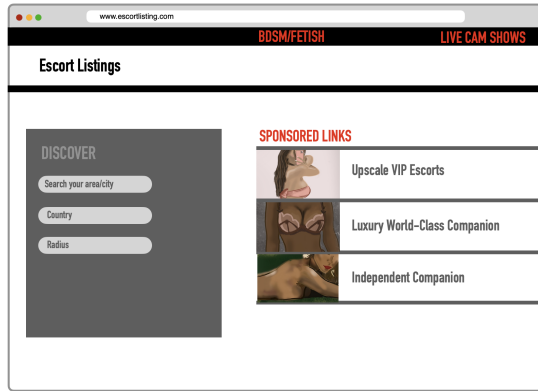 www.escortlisting.com
BDSM/FETISH
LIVE CAM SHOWS
Escort Listings
DISCOVER
Search your area/city
Country
Radius
SPONSORED LINKS
Upscale VIP Escorts
Luxury World-Class Companion
Independent Companion